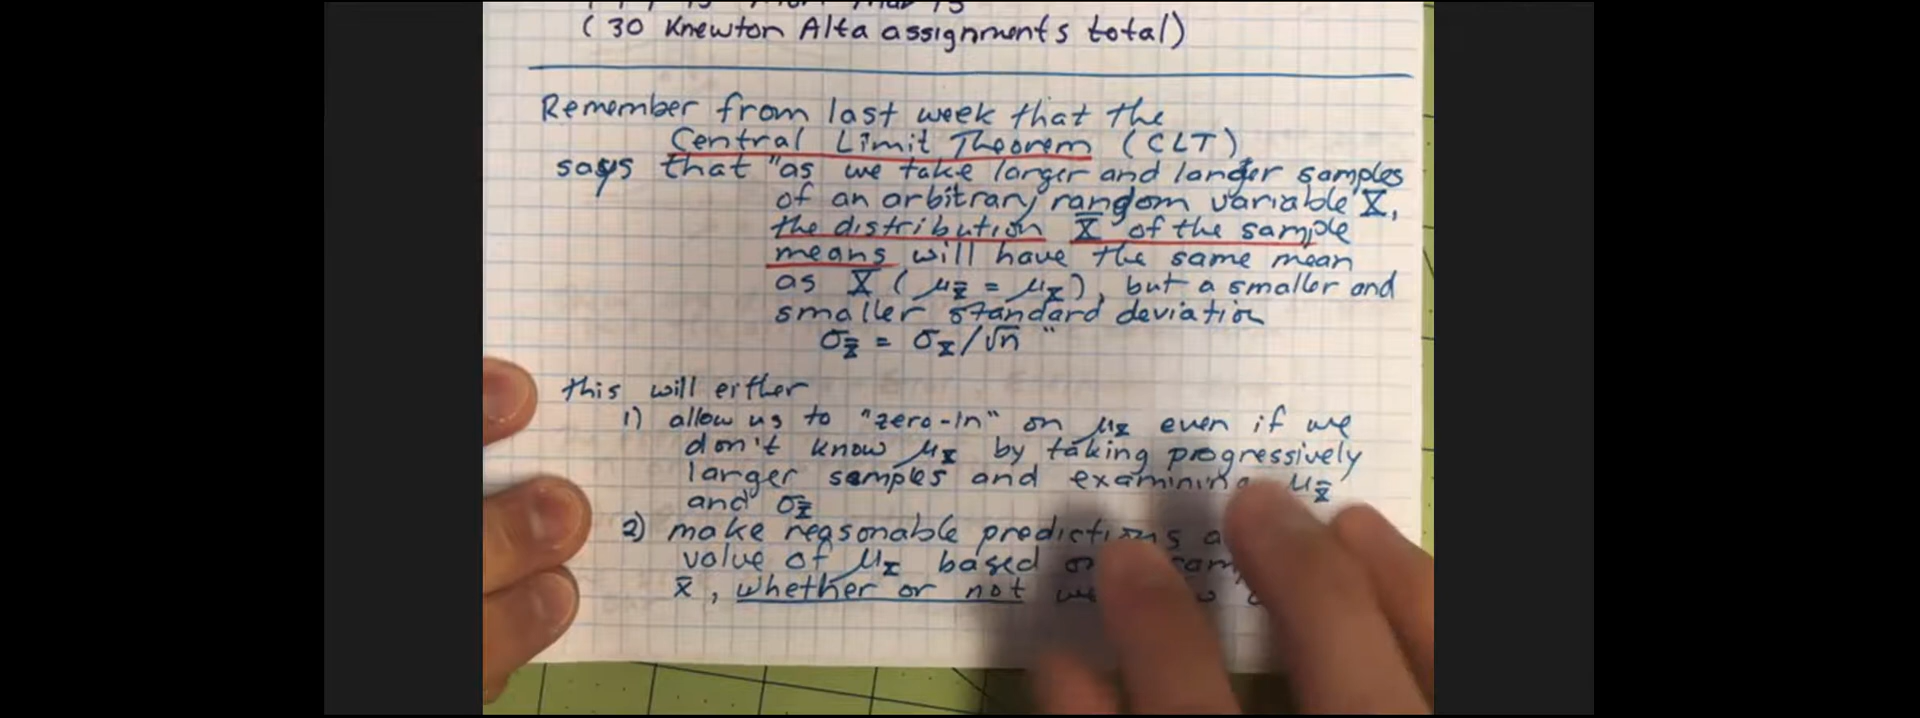 (30 Knewton Alta assignments total)
Remember from last week that the
Central Limit Theorem (CLT)
says that "as we take larger and larger samples
of an arbitrary random variable X,
the distribution X̄ of the sample
means will have the same mean
as X (μX̄ = μX), but a smaller and
smaller standard deviation
σX̄ = σX/√n "
this will either
1) allow us to "zero-in" on μX even if we
don't know μX by taking progressively
larger samples and examining μX̄
and σX̄
2) make reasonable predictions
value of μX based
x̄, whether or not